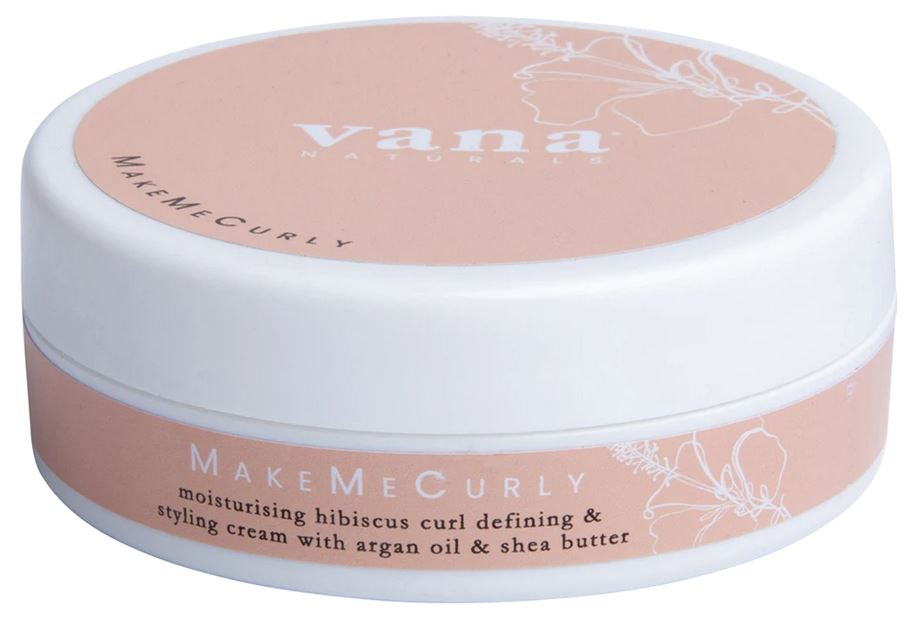 vana
NATURALS
MAKEMECURLY
MAKEMECURLY
moisturising hibiscus curl defining &
styling cream with argan oil & shea butter